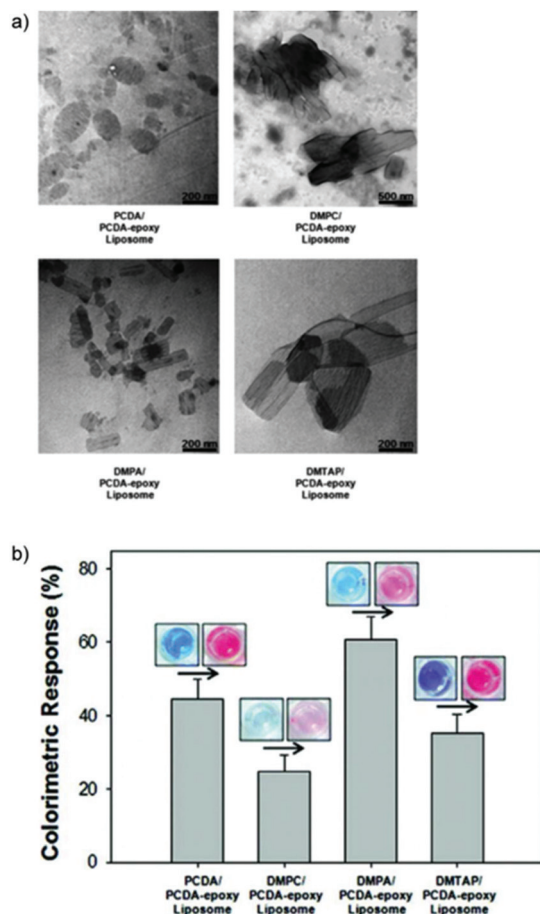 a)
200 nm
500 nm
PCDA/
PCDA-epoxy
Liposome
DMPC/
PCDA-epoxy
Liposome
200 nm
200 nm
DMPA/
PCDA-epoxy
Liposome
DMTAP/
PCDA-epoxy
Liposome
b)
Colorimetric Response (%)
80
60
40
20
0
PCDA/
PCDA-epoxy
Liposome
DMPC/
PCDA-epoxy
Liposome
DMPA/
PCDA-epoxy
Liposome
DMTAP/
PCDA-epoxy
Liposome